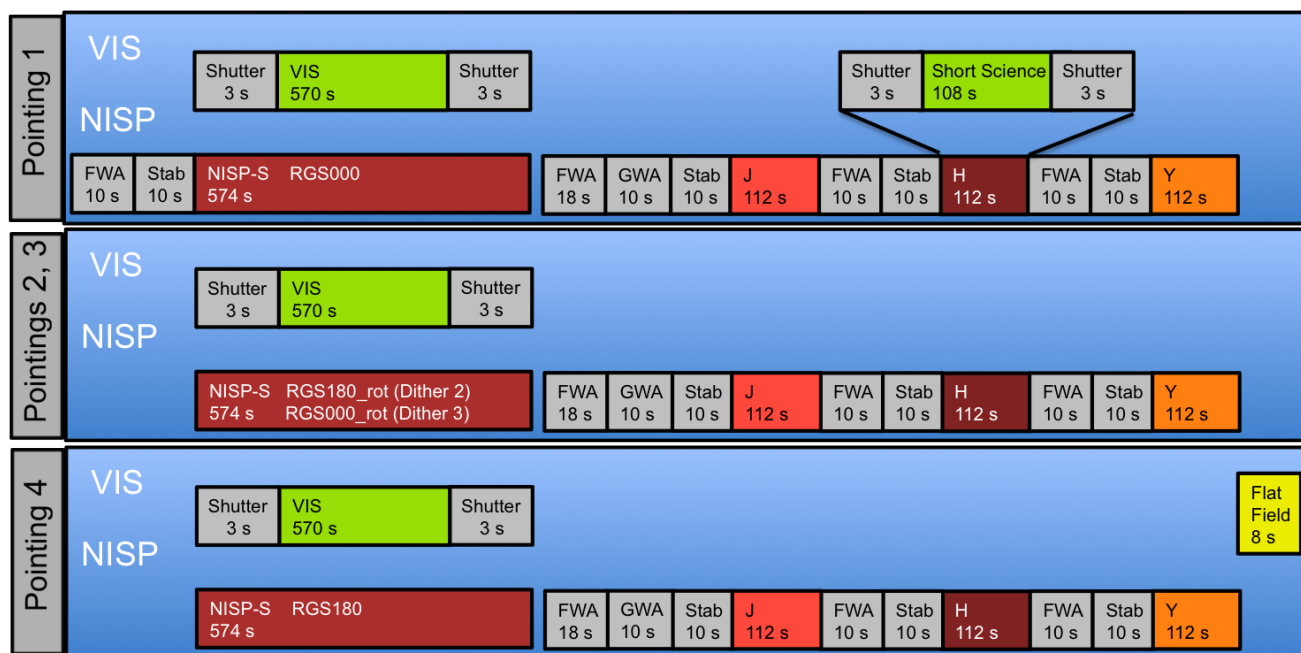 Pointing 1
VIS
Shutter
3 s
VIS
570 s
Shutter
3 s
Shutter
3 s
Short Science
108 s
Shutter
3 s
NISP
FWA
10 s
Stab
10 s
NISP-S RGS000
574 s
FWA
18 s
GWA
10 s
Stab
10 s
J
112 s
FWA
10 s
Stab
10 s
H
112 s
FWA
10 s
Stab
10 s
Y
112 s
Pointings 2, 3
VIS
Shutter
3 s
VIS
570 s
Shutter
3 s
NISP
NISP-S RGS180_rot (Dither 2)
574 s RGS000_rot (Dither 3)
FWA
18 s
GWA
10 s
Stab
10 s
J
112 s
FWA
10 s
Stab
10 s
H
112 s
FWA
10 s
Stab
10 s
Y
112 s
Pointing 4
VIS
Shutter
3 s
VIS
570 s
Shutter
3 s
Flat
Field
8 s
NISP
NISP-S RGS180
574 s
FWA
18 s
GWA
10 s
Stab
10 s
J
112 s
FWA
10 s
Stab
10 s
H
112 s
FWA
10 s
Stab
10 s
Y
112 s